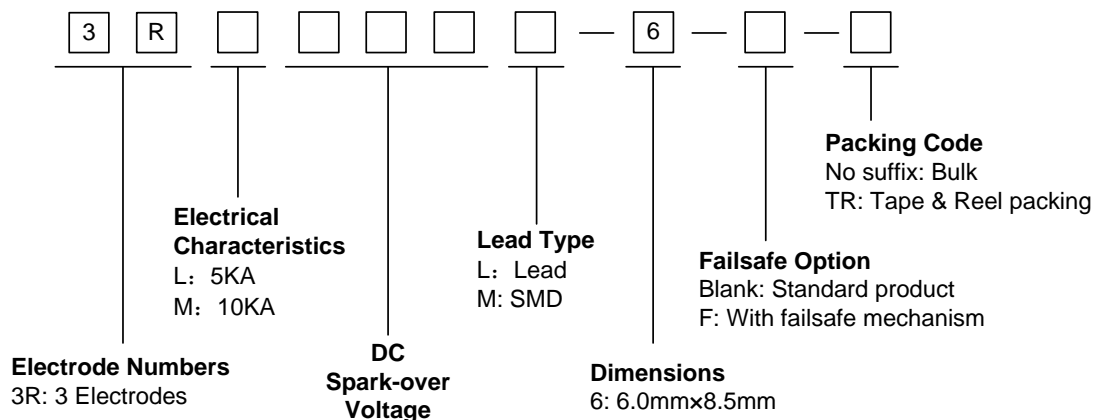 3 R — 6 — —
Packing Code
No suffix: Bulk
TR: Tape & Reel packing
Electrical
Characteristics
L：5KA
M：10KA
Lead Type
L：Lead
M: SMD
Failsafe Option
Blank: Standard product
F: With failsafe mechanism
Electrode Numbers
3R: 3 Electrodes
DC
Spark-over
Voltage
Dimensions
6: 6.0mm×8.5mm